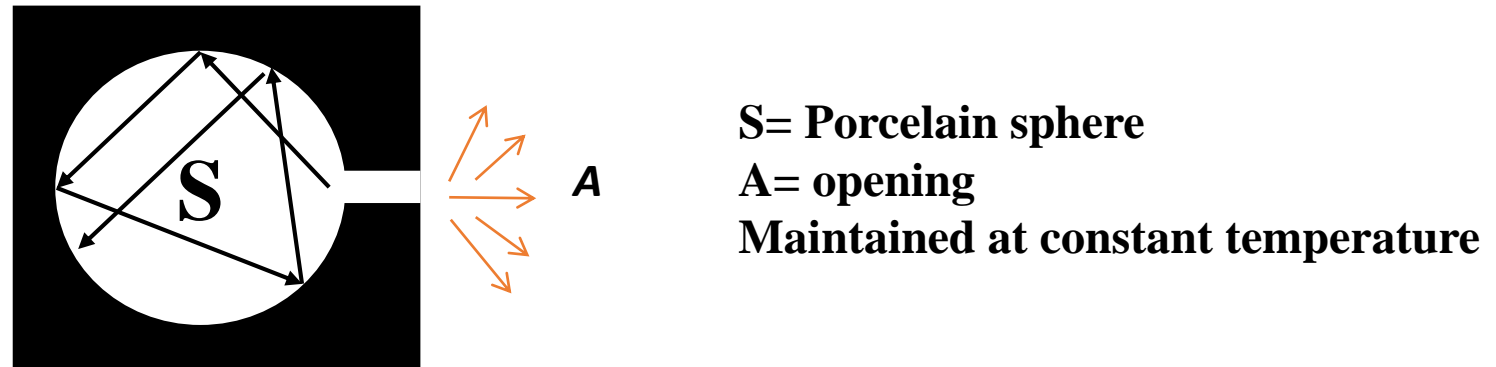 S
A
S= Porcelain sphere
A= opening
Maintained at constant temperature